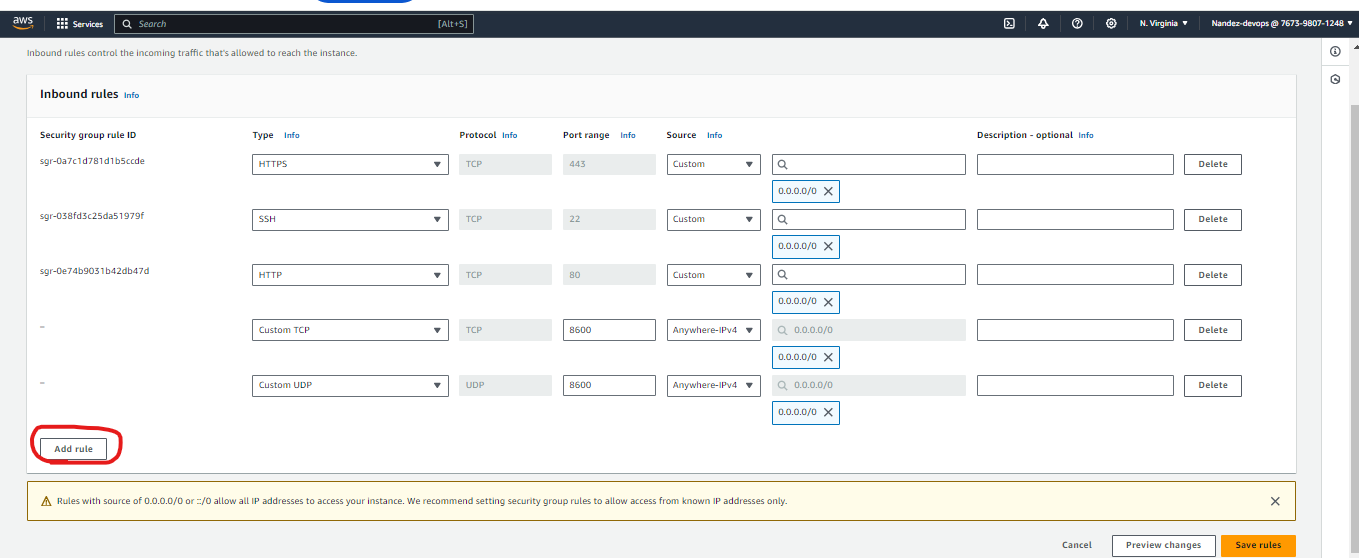 aws Services Search [Alt+S] N. Virginia Nandez-devops @ 7673-9807-1248
Inbound rules control the incoming traffic that's allowed to reach the instance.
Inbound rules Info
Security group rule ID Type Info Protocol Info Port range Info Source Info Description - optional Info
sgr-0a7c1d781d1b5ccde HTTPS TCP 443 Custom Delete
0.0.0.0/0
sgr-038fd3c25da51979f SSH TCP 22 Custom Delete
0.0.0.0/0
sgr-0e74b9031b42db47d HTTP TCP 80 Custom Delete
0.0.0.0/0
– Custom TCP TCP 8600 Anywhere-IPv4 0.0.0.0/0 Delete
0.0.0.0/0
– Custom UDP UDP 8600 Anywhere-IPv4 0.0.0.0/0 Delete
0.0.0.0/0
Add rule
Rules with source of 0.0.0.0/0 or ::/0 allow all IP addresses to access your instance. We recommend setting security group rules to allow access from known IP addresses only.
Cancel Preview changes Save rules